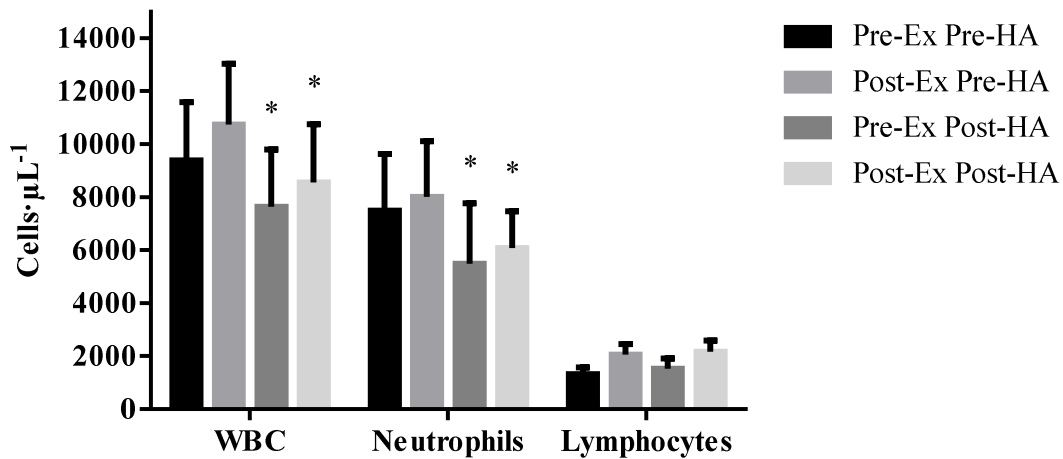 14000
12000
10000
8000
6000
4000
2000
0
Cells·µL⁻¹
* *
* *
WBC Neutrophils Lymphocytes
Pre-Ex Pre-HA
Post-Ex Pre-HA
Pre-Ex Post-HA
Post-Ex Post-HA